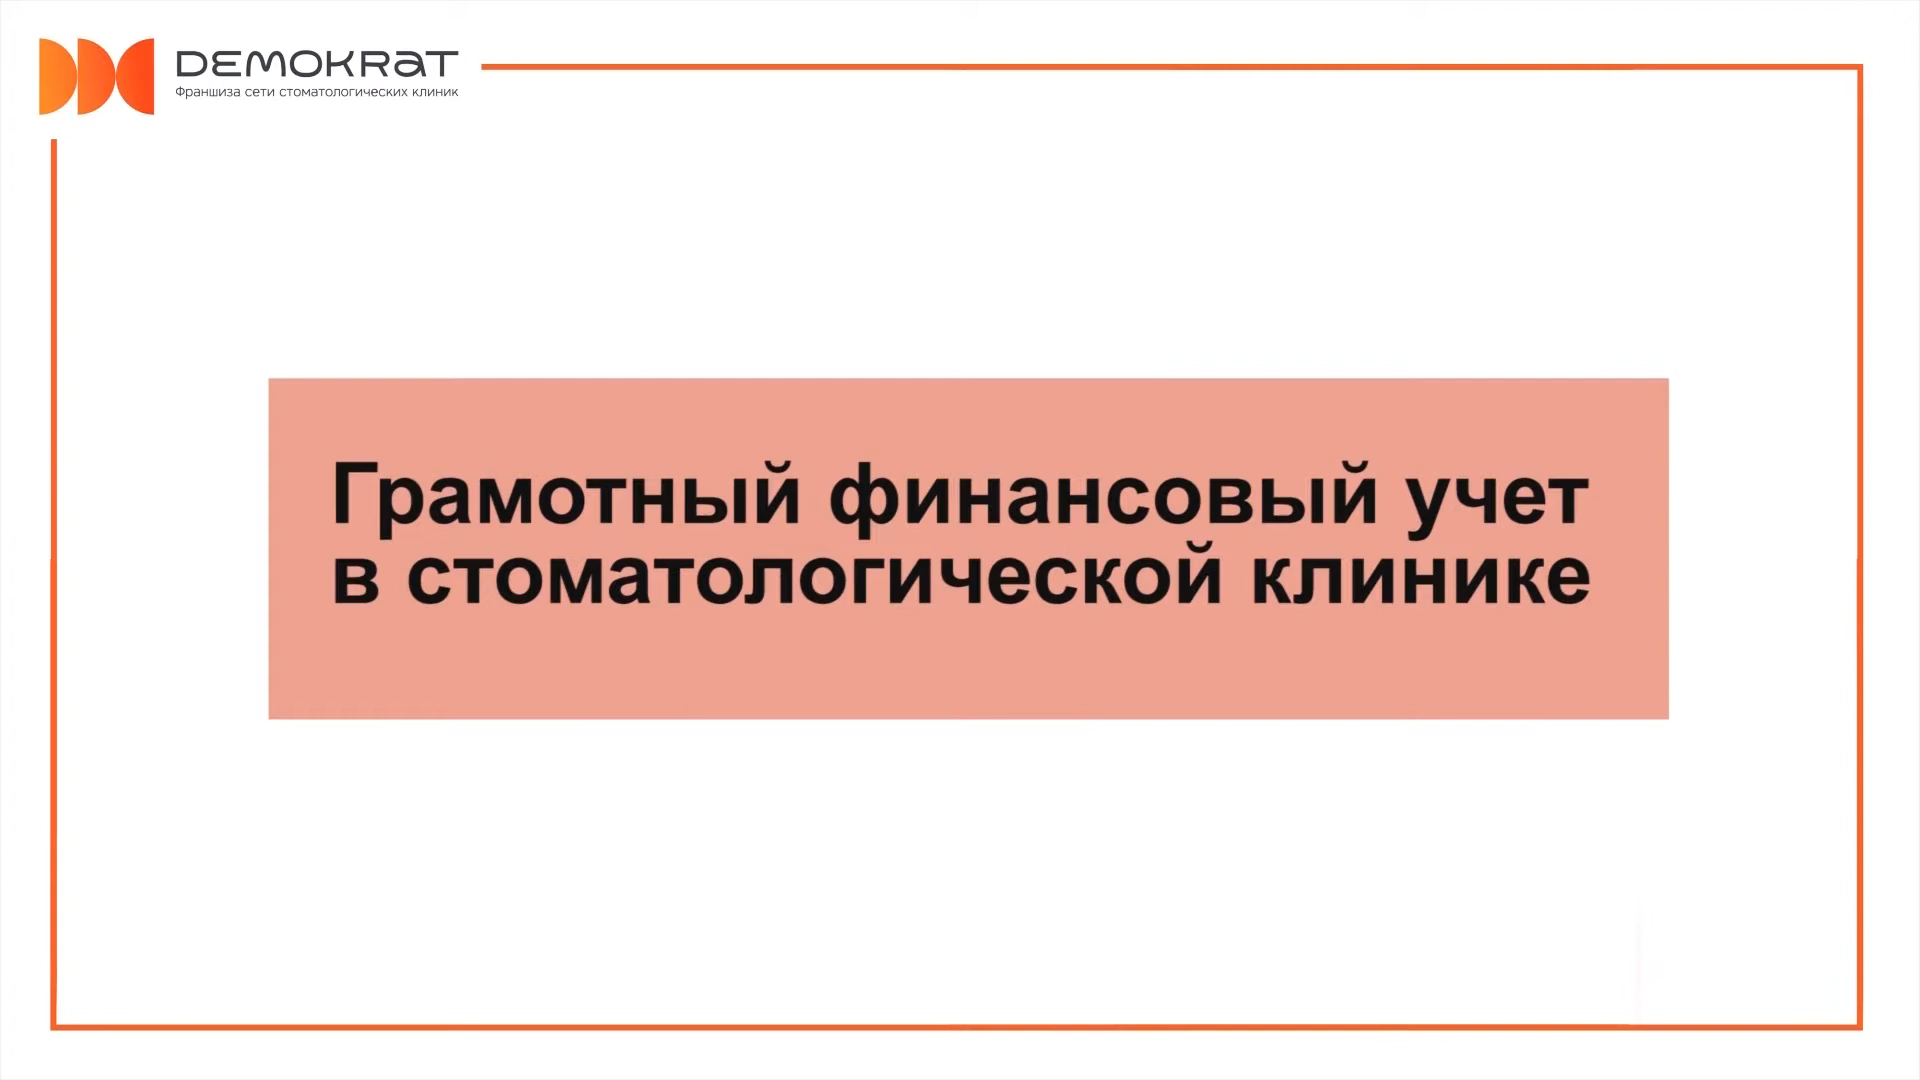 DEMOKRAT
Франшиза сети стоматологических клиник
Грамотный финансовый учет
в стоматологической клинике